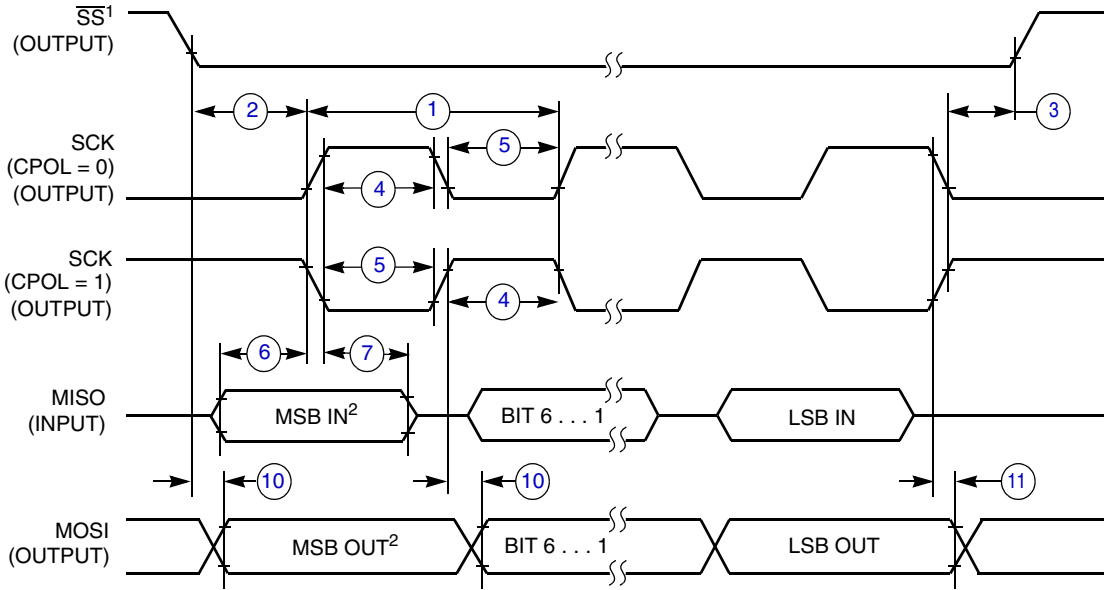 SS¹
(OUTPUT)
2
1
3
SCK
(CPOL = 0)
(OUTPUT)
5
4
SCK
(CPOL = 1)
(OUTPUT)
5
4
6
7
MISO
(INPUT)
MSB IN²
BIT 6 . . . 1
LSB IN
10
10
11
MOSI
(OUTPUT)
MSB OUT²
BIT 6 . . . 1
LSB OUT